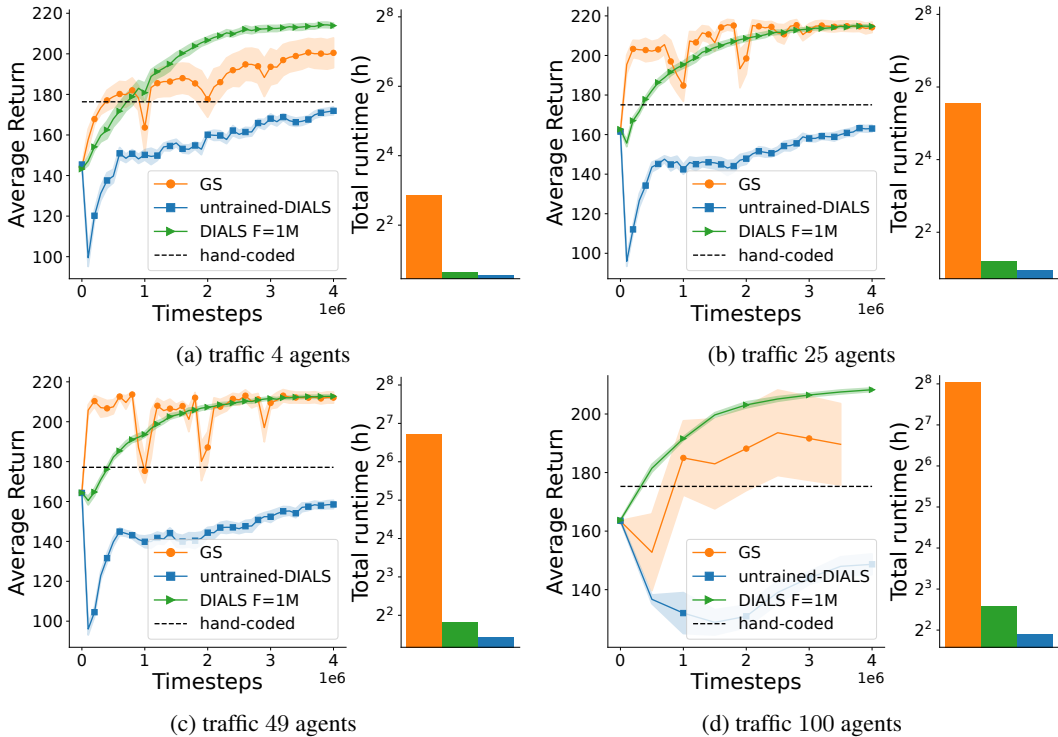 Average Return
220
200
180
160
140
120
100
0
1
2
3
4
1e6
Timesteps
GS
untrained-DIALS
DIALS F=1M
hand-coded
Total runtime (h)
2^8
2^6
2^4
2^2
(a) traffic 4 agents
Average Return
220
200
180
160
140
120
100
0
1
2
3
4
1e6
Timesteps
GS
untrained-DIALS
DIALS F=1M
hand-coded
Total runtime (h)
2^8
2^6
2^4
2^2
(b) traffic 25 agents
Average Return
220
200
180
160
140
120
100
0
1
2
3
4
1e6
Timesteps
GS
untrained-DIALS
DIALS F=1M
hand-coded
Total runtime (h)
2^8
2^7
2^6
2^5
2^4
2^3
2^2
(c) traffic 49 agents
Average Return
200
180
160
140
0
1
2
3
4
1e6
Timesteps
GS
untrained-DIALS
DIALS F=1M
hand-coded
Total runtime (h)
2^8
2^7
2^6
2^5
2^4
2^3
2^2
(d) traffic 100 agents